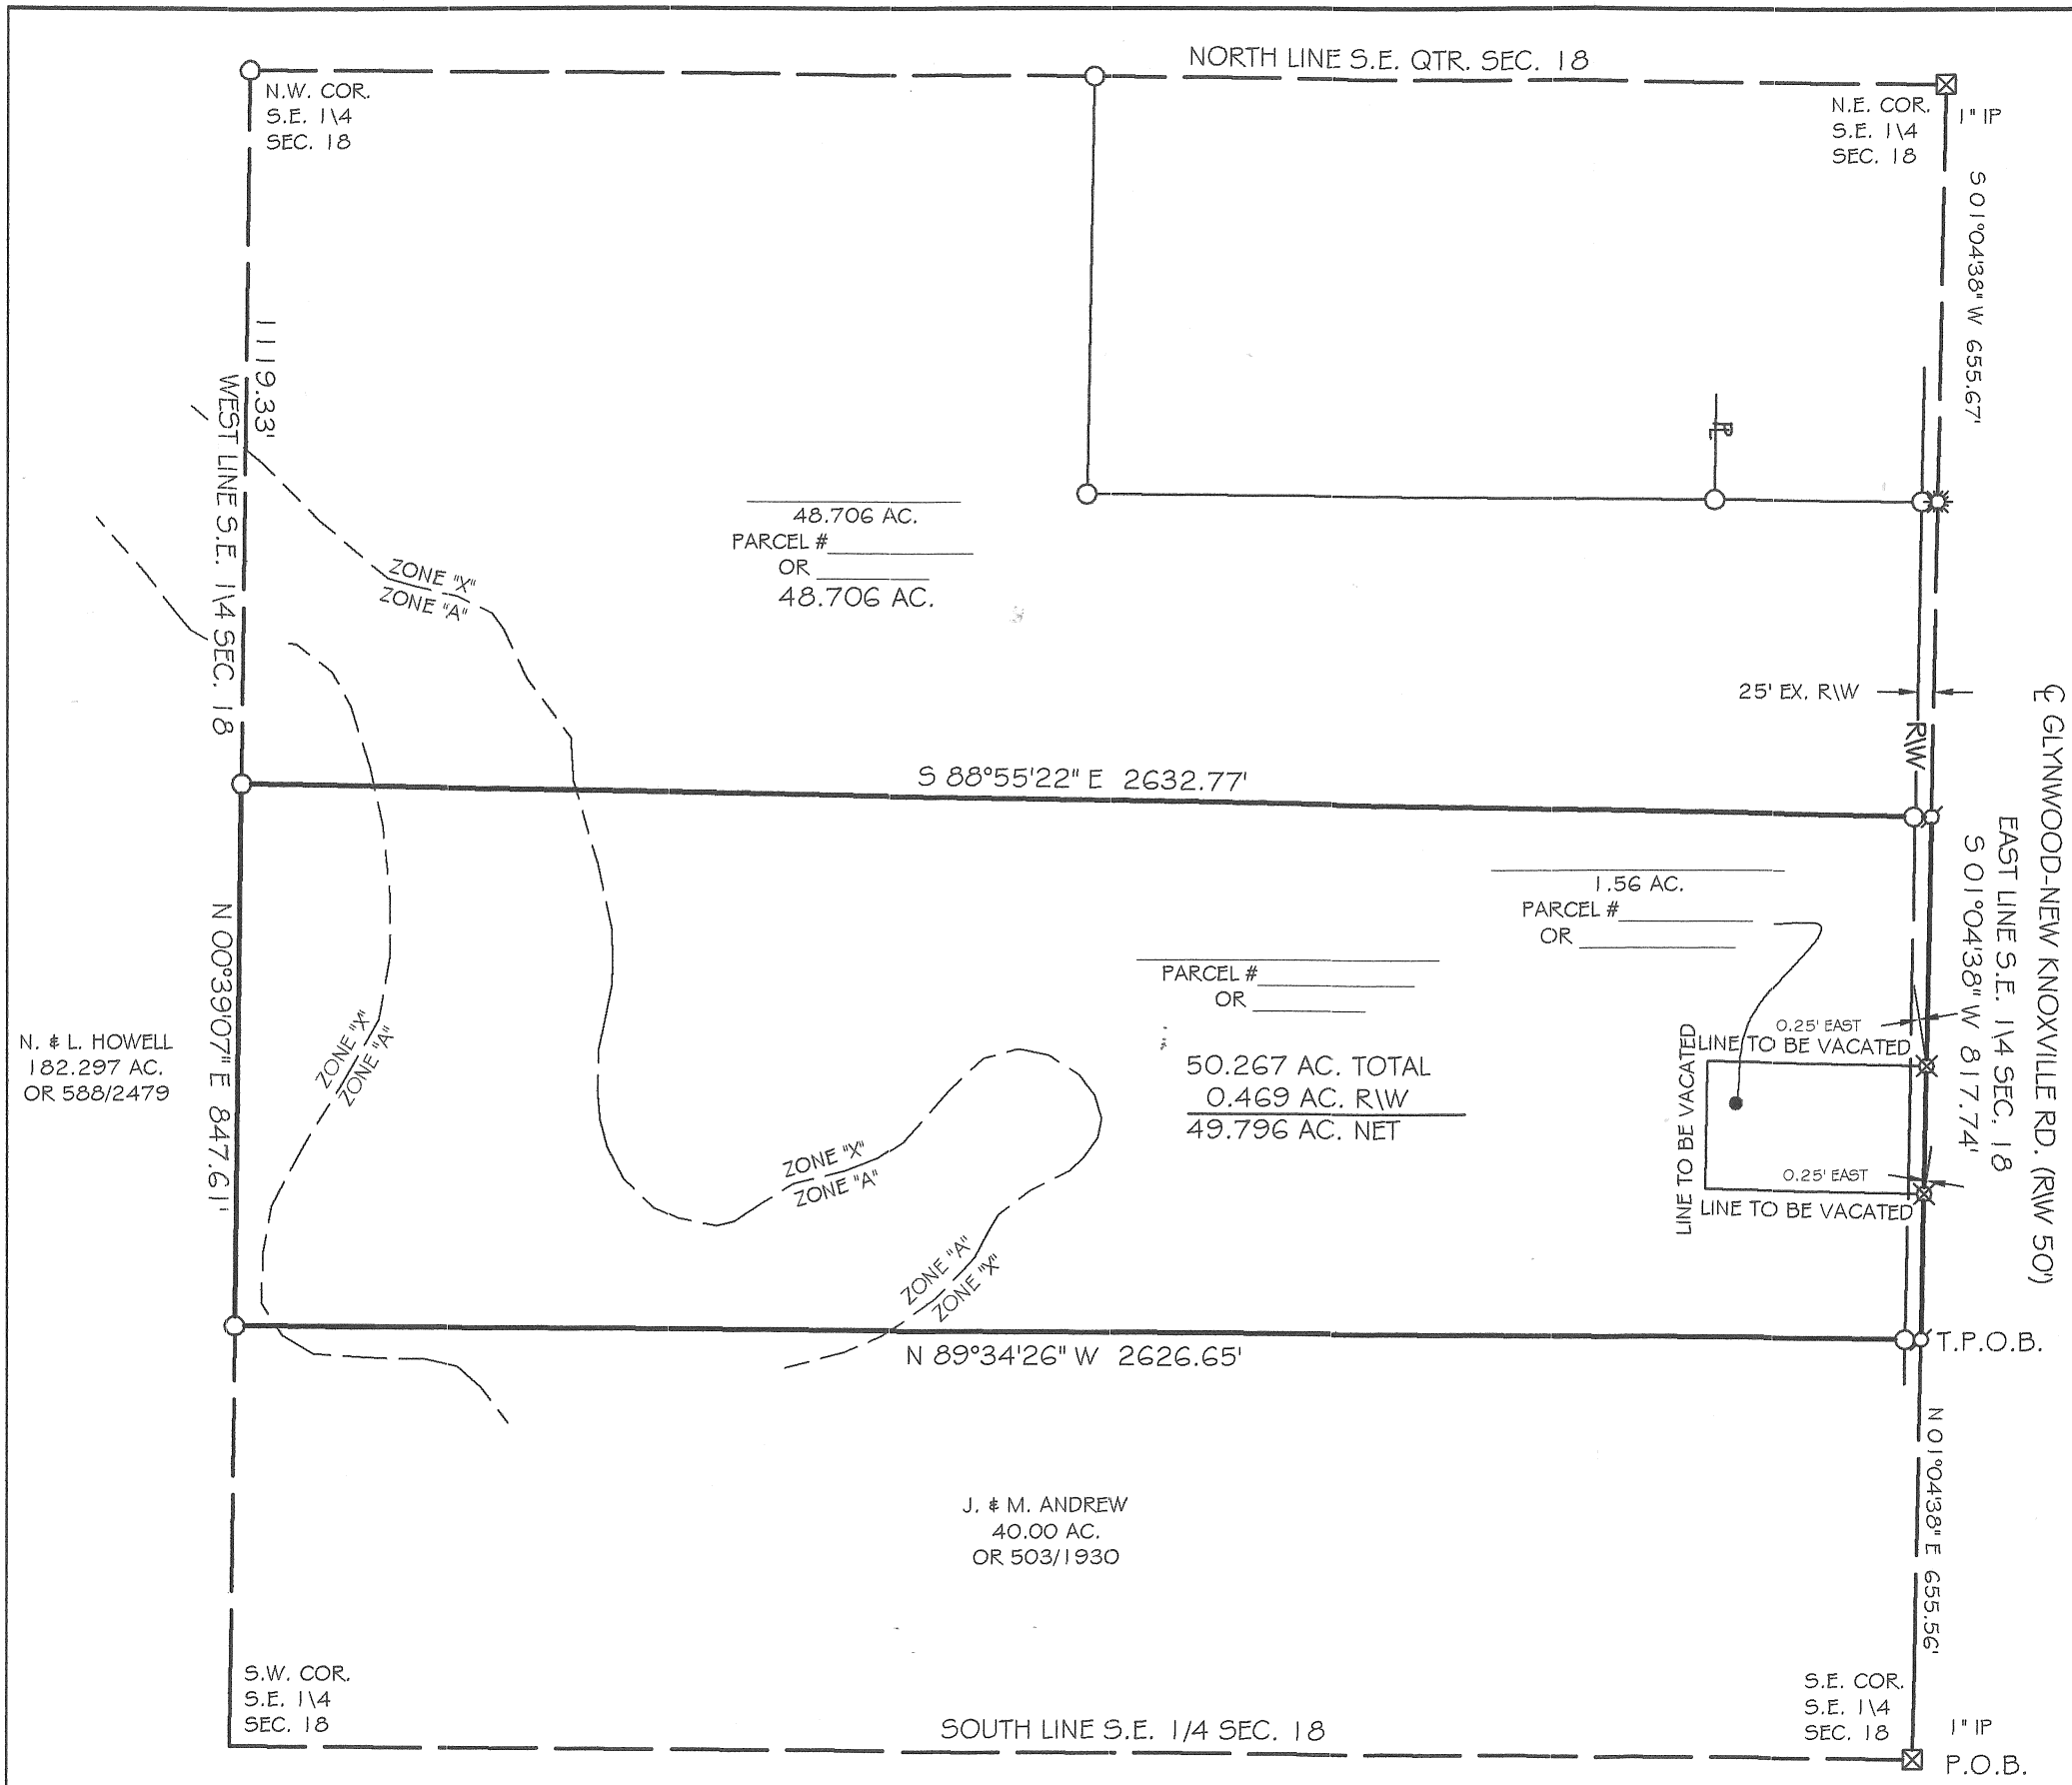 NORTH LINE S.E. QTR. SEC. 18
N.W. COR.
S.E. 1\4
SEC. 18
N.E. COR.
S.E. 1\4
SEC. 18
1" IP
S 01°04'38" W 655.67'
1119.33'
WEST LINE S.E. 1\4 SEC. 18
48.706 AC.
PARCEL #
OR
48.706 AC.
PL
ZONE "X"
ZONE "A"
25' EX. R\W
R\W
℄ GLYNWOOD-NEW KNOXVILLE RD. (R\W 50')
EAST LINE S.E. 1\4 SEC. 18
S 01°04'38" W 817.74'
S 88°55'22" E 2632.77'
1.56 AC.
PARCEL #
OR
PARCEL #
OR
50.267 AC. TOTAL
0.469 AC. R\W
49.796 AC. NET
N. & L. HOWELL
182.297 AC.
OR 588/2479
N 00°39'07" E 847.61'
ZONE "X"
ZONE "A"
0.25' EAST
LINE TO BE VACATED
LINE TO BE VACATED
0.25' EAST
LINE TO BE VACATED
ZONE "X"
ZONE "A"
ZONE "A"
ZONE "X"
N 89°34'26" W 2626.65'
T.P.O.B.
N 01°04'38" E 655.56'
J. & M. ANDREW
40.00 AC.
OR 503/1930
S.W. COR.
S.E. 1\4
SEC. 18
SOUTH LINE S.E. 1/4 SEC. 18
S.E. COR.
S.E. 1\4
SEC. 18
1" IP
P.O.B.